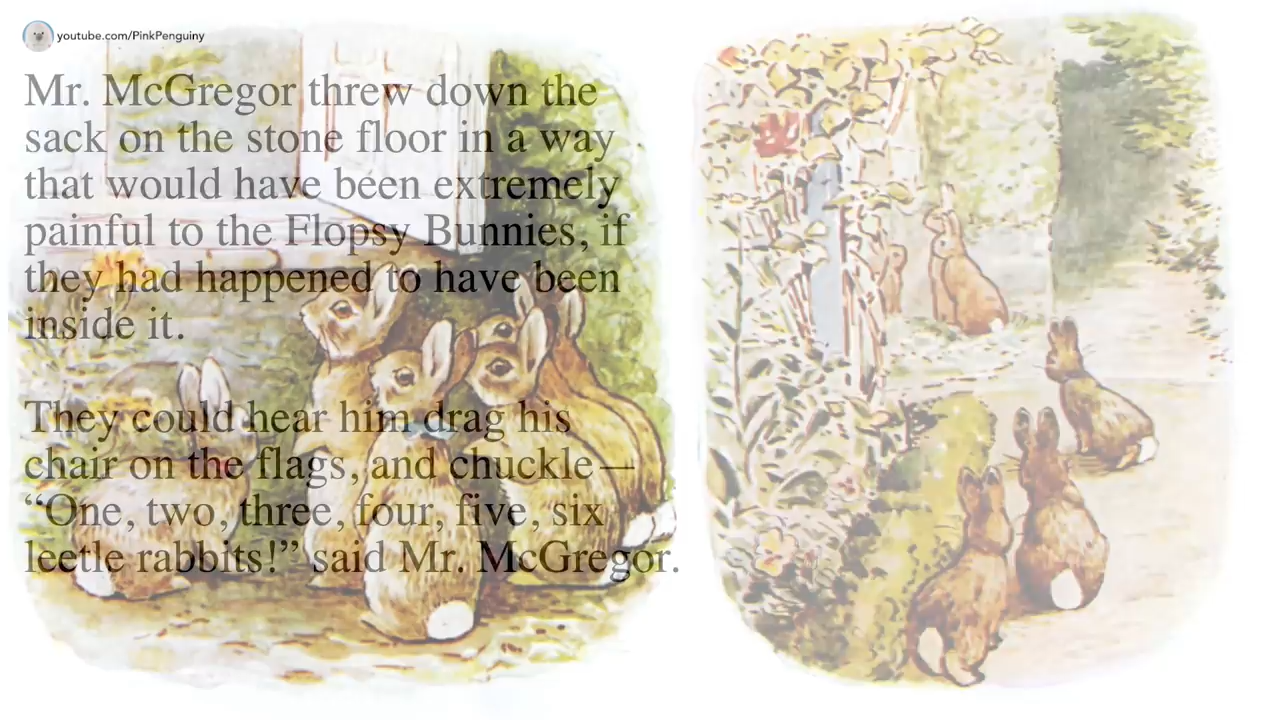 youtube.com/PinkPenguiny
Mr. McGregor threw down the
sack on the stone floor in a way
that would have been extremely
painful to the Flopsy Bunnies, if
they had happened to have been
inside it.
They could hear him drag his
chair on the flags, and chuckle—
“One, two, three, four, five, six
leetle rabbits!” said Mr. McGregor.